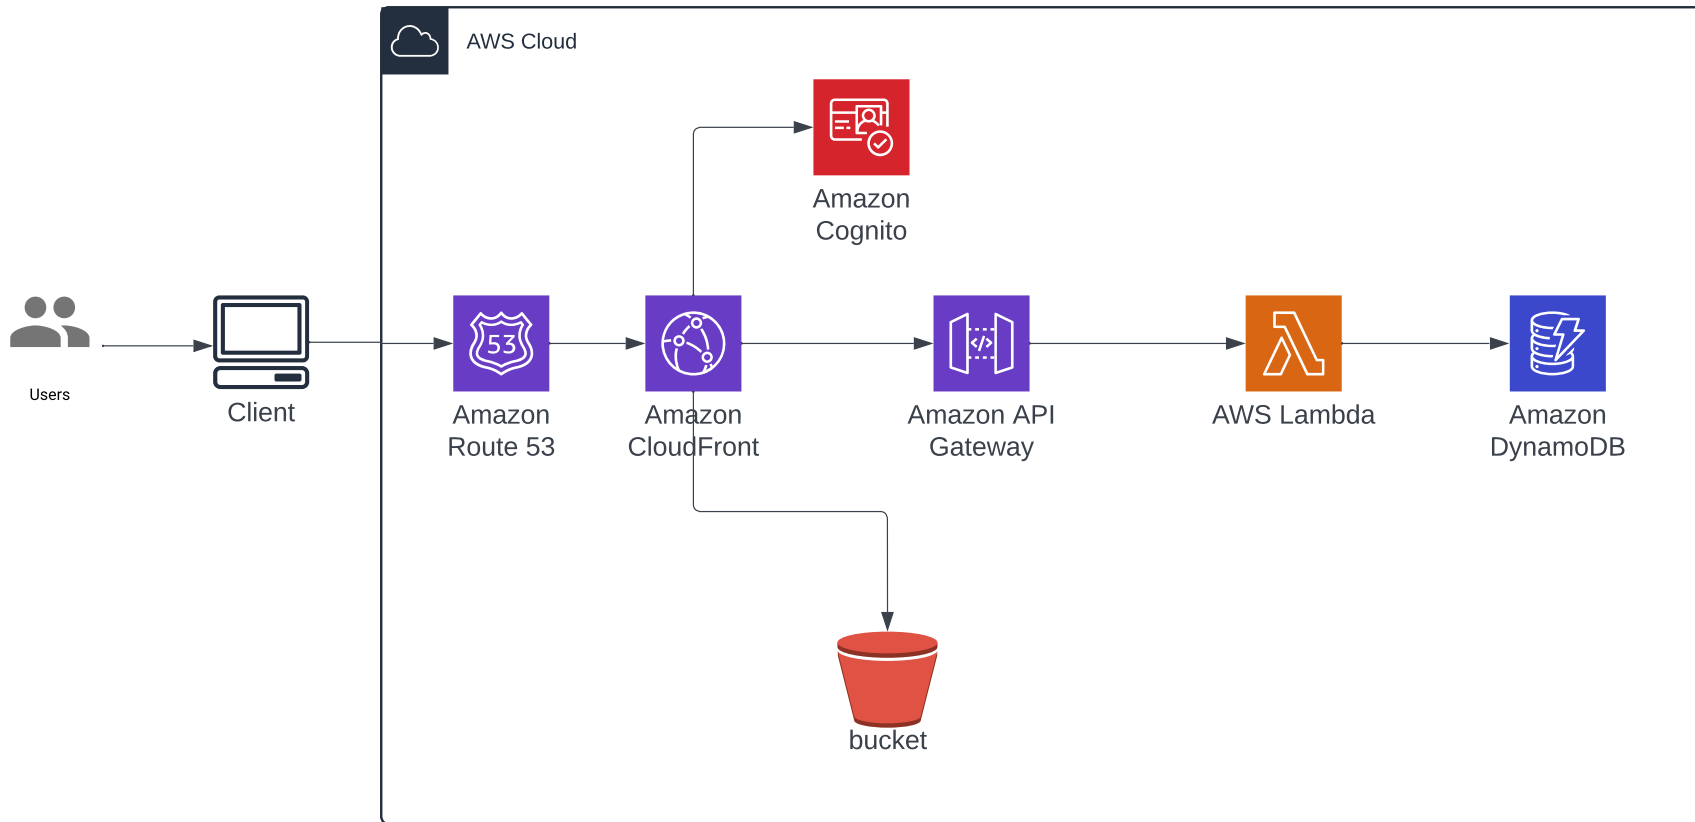 AWS Cloud
Amazon
Cognito
Users
Client
53
Amazon
Route 53
Amazon
CloudFront
</>
Amazon API
Gateway
AWS Lambda
Amazon
DynamoDB
bucket